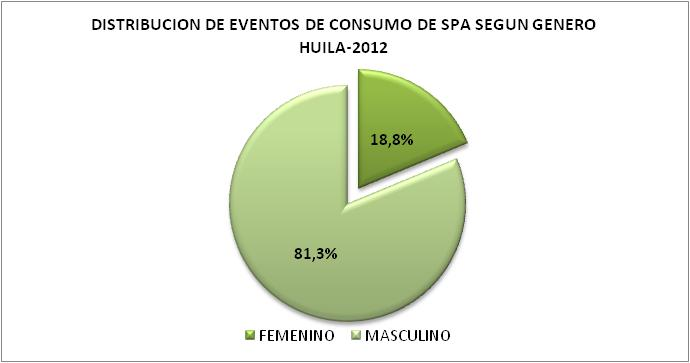 DISTRIBUCION DE EVENTOS DE CONSUMO DE SPA SEGUN GENERO
HUILA-2012
18,8%
81,3%
FEMENINO MASCULINO